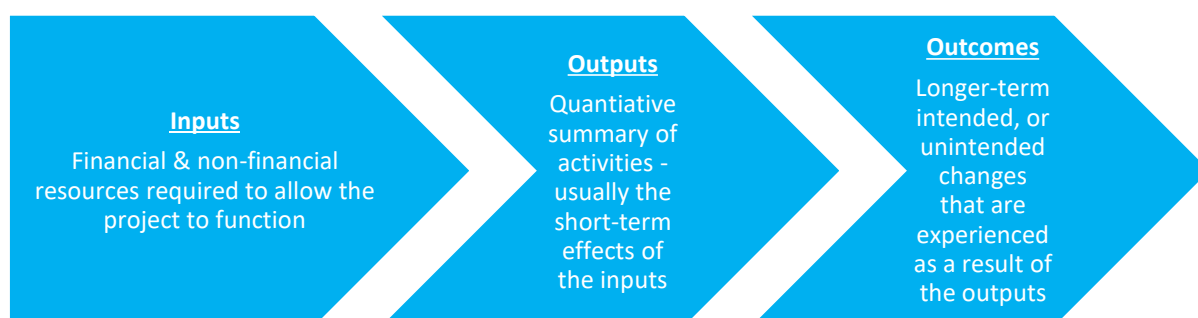 Inputs
Financial & non-financial
resources required to allow the
project to function
Outputs
Quantiative
summary of
activities -
usually the
short-term
effects of
the inputs
Outcomes
Longer-term
intended, or
unintended
changes
that are
experienced
as a result of
the outputs